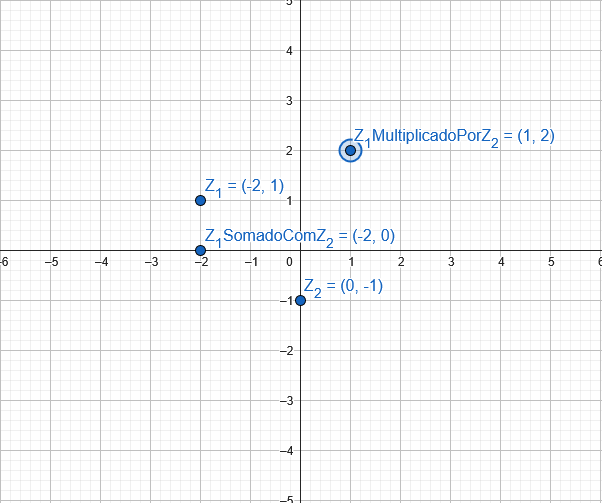 5
4
3
Z₁MultiplicadoPorZ₂ = (1, 2)
2
Z₁ = (-2, 1)
1
Z₁SomadoComZ₂ = (-2, 0)
–6 –5 –4 –3 –2 –1 0 1 2 3 4 5 6
Z₂ = (0, -1)
–1
–2
–3
–4
–5